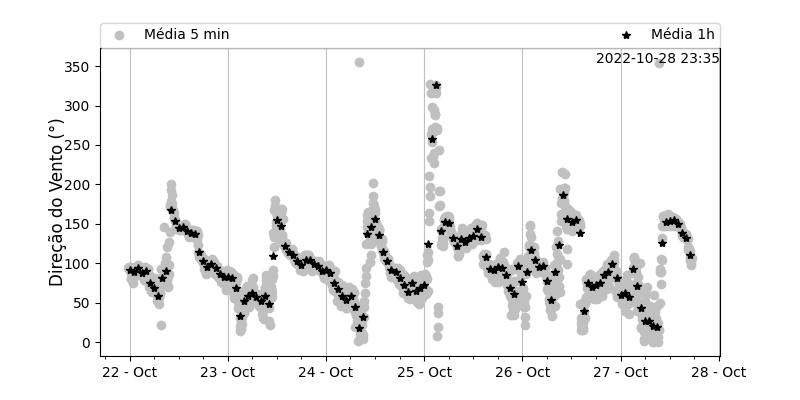 Média 5 min
Média 1h
2022-10-28 23:35
Direção do Vento (°)
350
300
250
200
150
100
50
0
22 - Oct
23 - Oct
24 - Oct
25 - Oct
26 - Oct
27 - Oct
28 - Oct